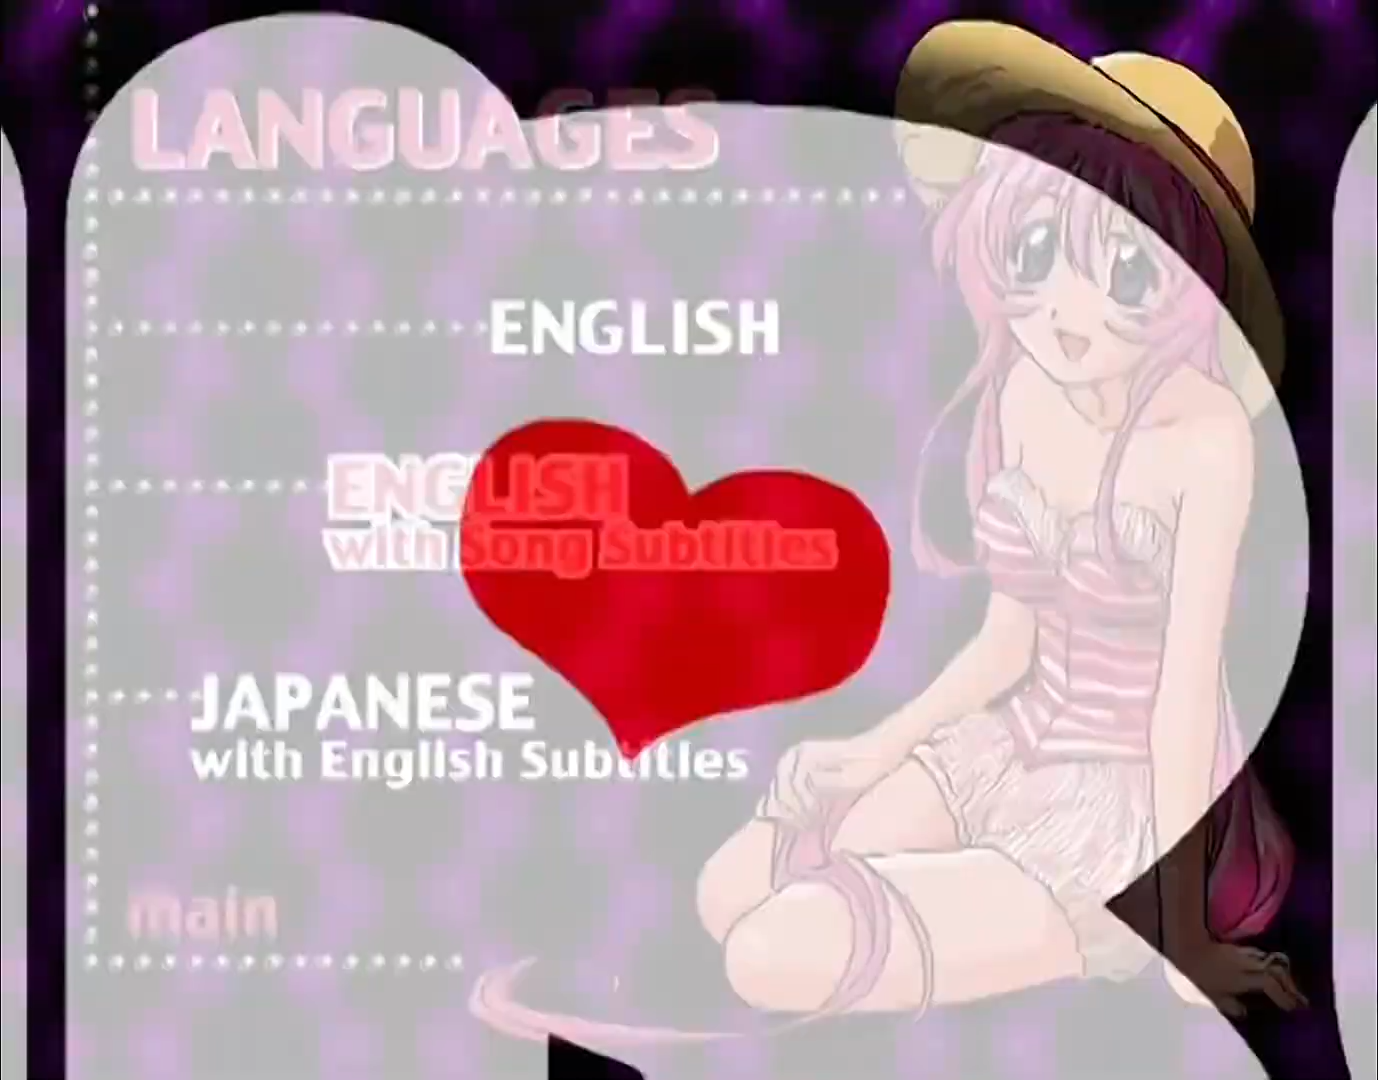 LANGUAGES
ENGLISH
ENGLISH
with Song Subtitles
JAPANESE
with English Subtitles
main